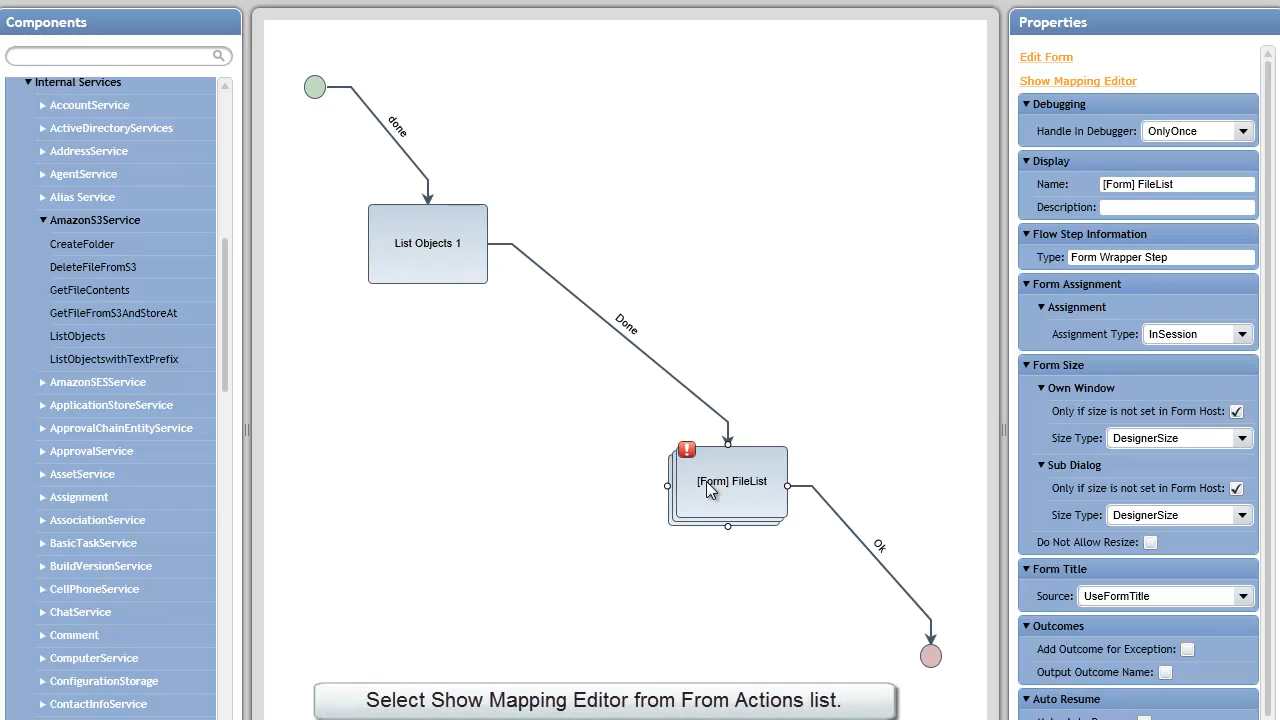 Components
Internal Services
AccountService
ActiveDirectoryServices
AddressService
AgentService
Alias Service
AmazonS3Service
CreateFolder
DeleteFileFromS3
GetFileContents
GetFileFromS3AndStoreAt
ListObjects
ListObjectswithTextPrefix
AmazonSESService
ApplicationStoreService
ApprovalChainEntityService
ApprovalService
AssetService
Assignment
AssociationService
BasicTaskService
BuildVersionService
CellPhoneService
ChatService
Comment
ComputerService
ConfigurationStorage
ContactInfoService
done
List Objects 1
Done
[Form] FileList
Ok
Select Show Mapping Editor from From Actions list.
Properties
Edit Form
Show Mapping Editor
Debugging
Handle In Debugger: OnlyOnce
Display
Name: [Form] FileList
Description:
Flow Step Information
Type: Form Wrapper Step
Form Assignment
Assignment
Assignment Type: InSession
Form Size
Own Window
Only if size is not set in Form Host:
Size Type: DesignerSize
Sub Dialog
Only if size is not set in Form Host:
Size Type: DesignerSize
Do Not Allow Resize:
Form Title
Source: UseFormTitle
Outcomes
Add Outcome for Exception:
Output Outcome Name:
Auto Resume